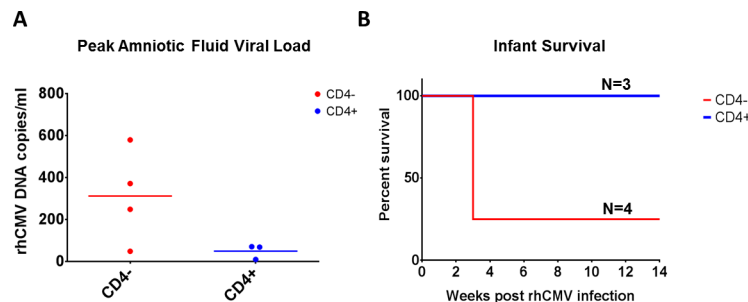 A
Peak Amniotic Fluid Viral Load
rhCMV DNA copies/ml
800
600
400
200
0
CD4-
CD4+
CD4-
CD4+
B
Infant Survival
Percent survival
100
50
0
N=3
N=4
CD4-
CD4+
0 2 4 6 8 10 12 14
Weeks post rhCMV infection